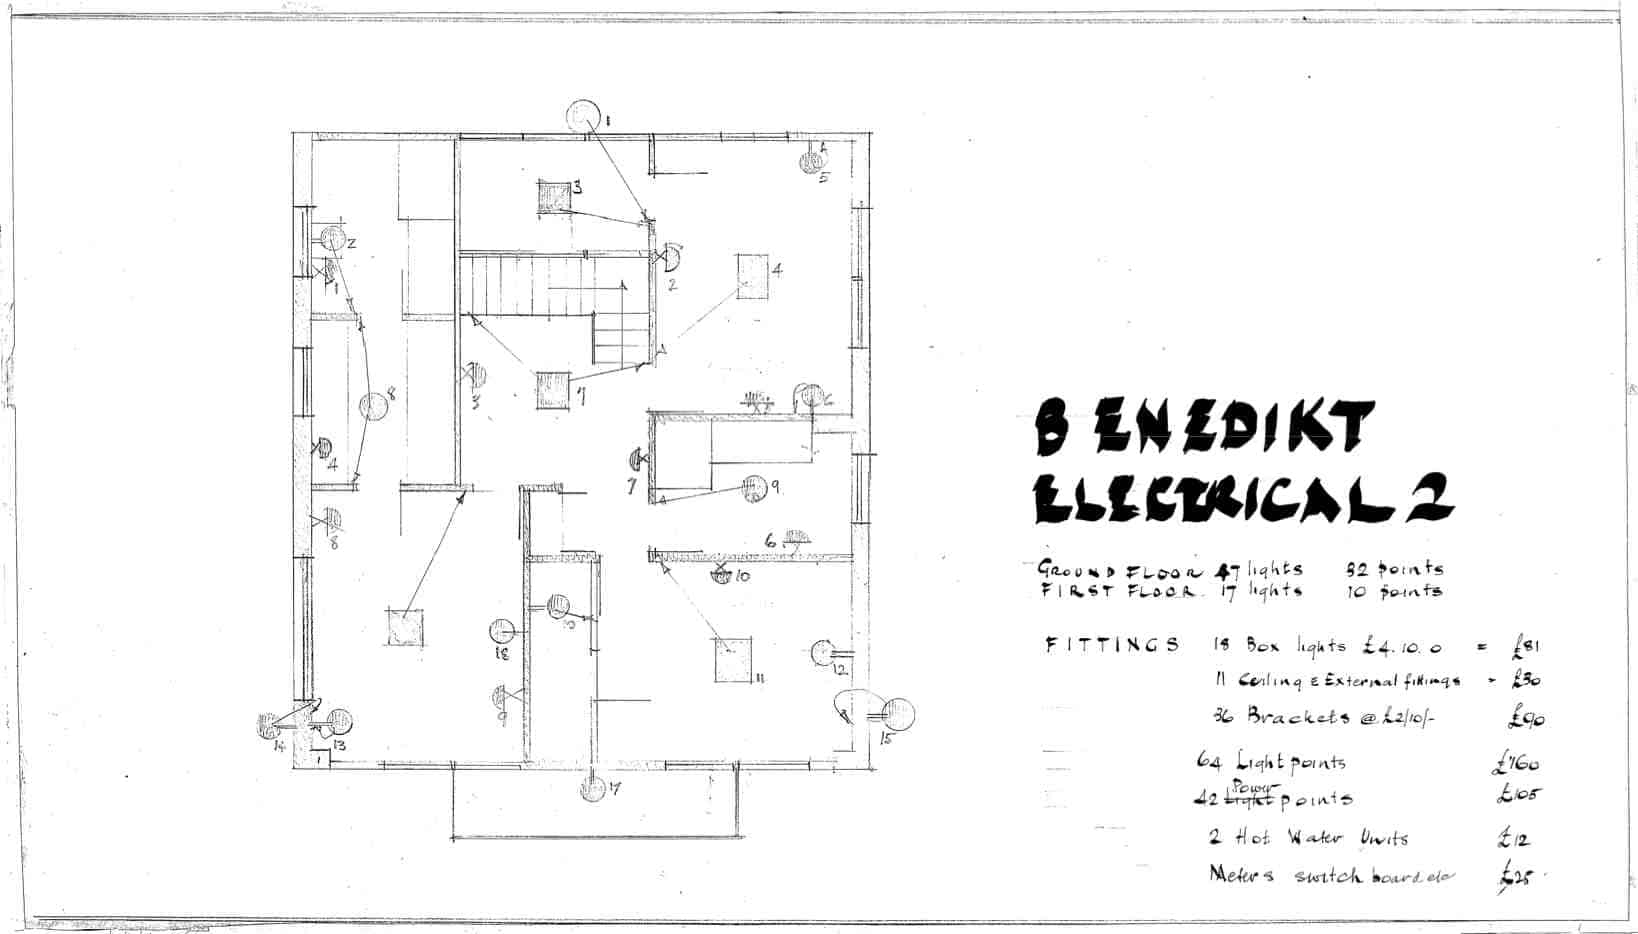 1
3
5
2
4
2
1
8
3
7
6
4
7
9
8
6
10
10
18
11
12
9
14
13
15
17
BENEDIKT
ELECTRICAL 2
GROUND FLOOR 47 lights 32 points
FIRST FLOOR. 17 lights 10 points
FITTINGS 18 Box lights £4.10.0 = £81
11 Ceiling & External fittings - £30
36 Brackets @ £2/10/- £90
64 Light points £160
Power
42 Light points £105
2 Hot Water Units £12
Meters switch board etc £25